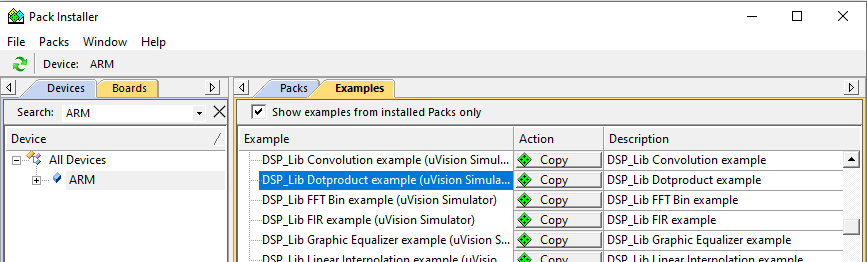 Pack Installer
File Packs Window Help
Device: ARM
Devices Boards Packs Examples
Search: ARM
Show examples from installed Packs only
Device
All Devices
ARM
Example Action Description
DSP_Lib Convolution example (uVision Simul... Copy DSP_Lib Convolution example
DSP_Lib Dotproduct example (uVision Simula... Copy DSP_Lib Dotproduct example
DSP_Lib FFT Bin example (uVision Simulator) Copy DSP_Lib FFT Bin example
DSP_Lib FIR example (uVision Simulator) Copy DSP_Lib FIR example
DSP_Lib Graphic Equalizer example (uVision S... Copy DSP_Lib Graphic Equalizer example
DSP_Lib Linear Interpolation example (uVisio... Copy DSP_Lib Linear Interpolation example